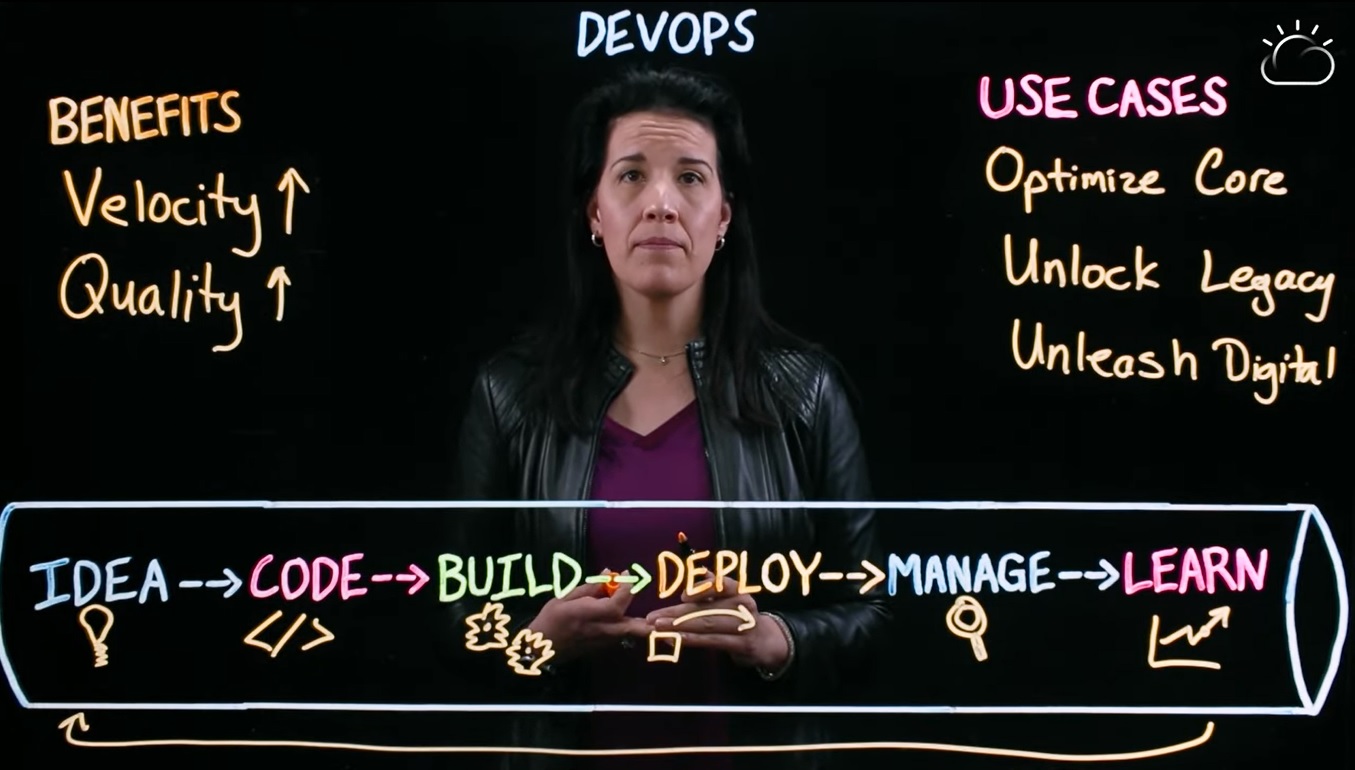 DEVOPS
BENEFITS
Velocity ↑
Quality ↑
USE CASES
Optimize Core
Unlock Legacy
Unleash Digital
IDEA --> CODE --> BUILD --> DEPLOY --> MANAGE --> LEARN
</>